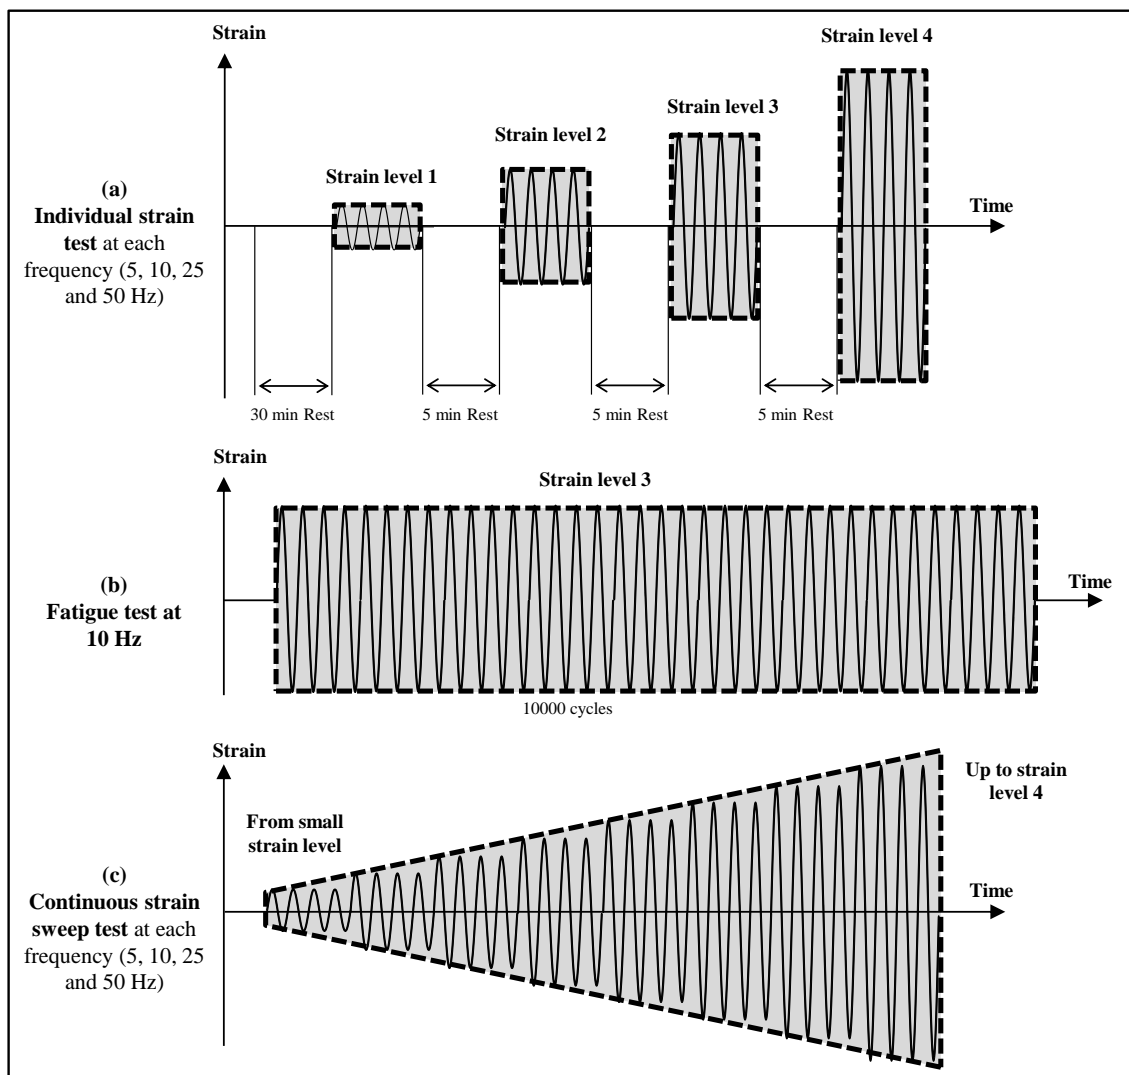 Strain
Strain level 4
Strain level 3
Strain level 2
Strain level 1
Time
(a)
Individual strain
test at each
frequency (5, 10, 25
and 50 Hz)
30 min Rest
5 min Rest
5 min Rest
5 min Rest
Strain
Strain level 3
Time
(b)
Fatigue test at
10 Hz
10000 cycles
Strain
Up to strain
level 4
From small
strain level
Time
(c)
Continuous strain
sweep test at each
frequency (5, 10, 25
and 50 Hz)